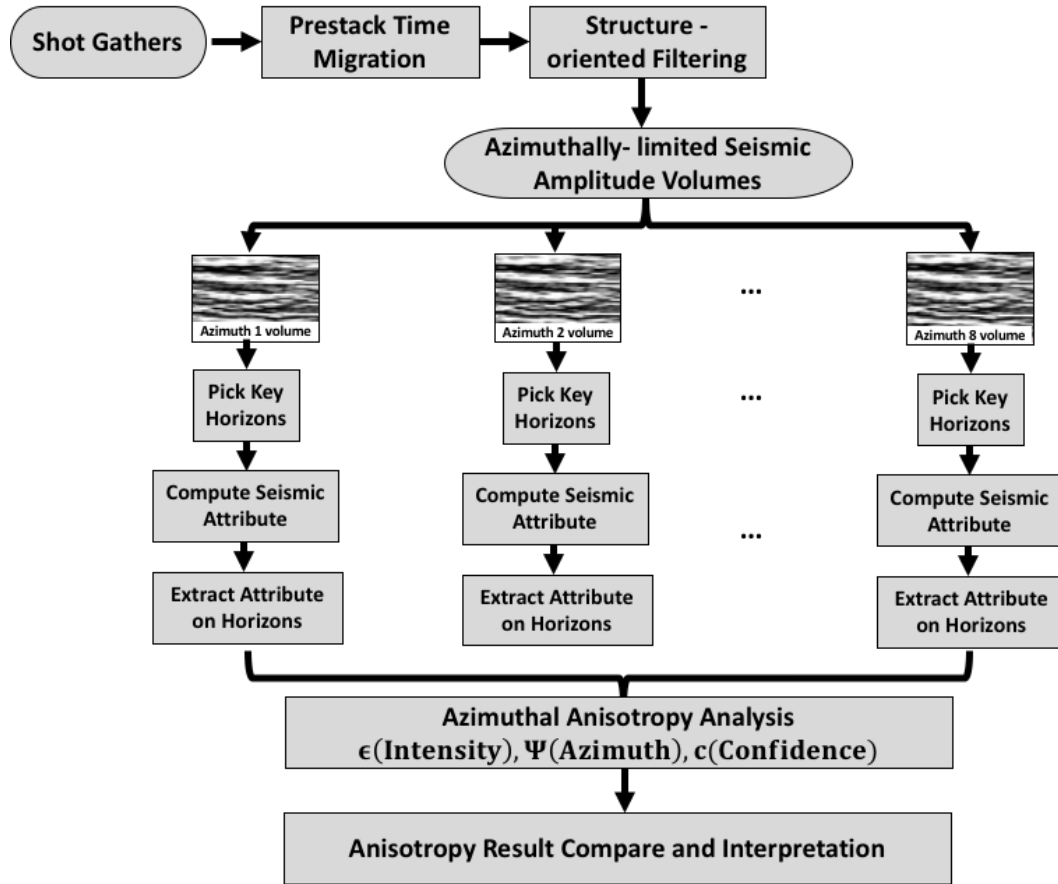 Shot Gathers
Prestack Time
Migration
Structure -
oriented Filtering
Azimuthally- limited Seismic
Amplitude Volumes
Azimuth 1 volume
Azimuth 2 volume
...
Azimuth 8 volume
Pick Key
Horizons
Pick Key
Horizons
...
Pick Key
Horizons
Compute Seismic
Attribute
Compute Seismic
Attribute
...
Compute Seismic
Attribute
Extract Attribute
on Horizons
Extract Attribute
on Horizons
Extract Attribute
on Horizons
Azimuthal Anisotropy Analysis
ϵ(Intensity), Ψ(Azimuth), c(Confidence)
Anisotropy Result Compare and Interpretation